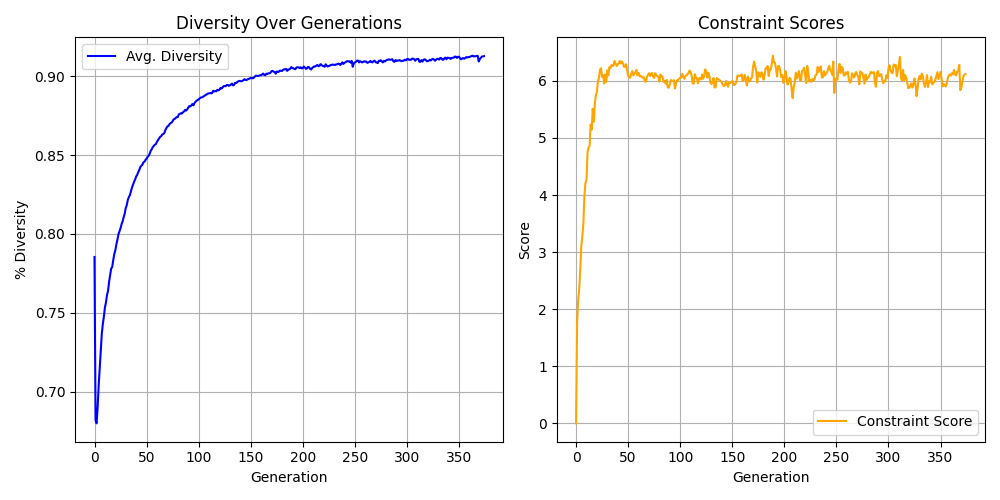 Diversity Over Generations
Avg. Diversity
% Diversity
0.90
0.85
0.80
0.75
0.70
0 50 100 150 200 250 300 350
Generation
Constraint Scores
Score
6
5
4
3
2
1
0
Constraint Score
0 50 100 150 200 250 300 350
Generation